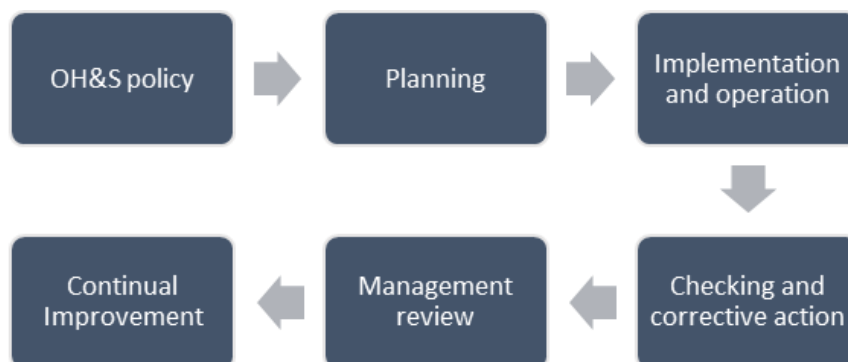 OH&S policy
Planning
Implementation
and operation
Checking and
corrective action
Management
review
Continual
Improvement